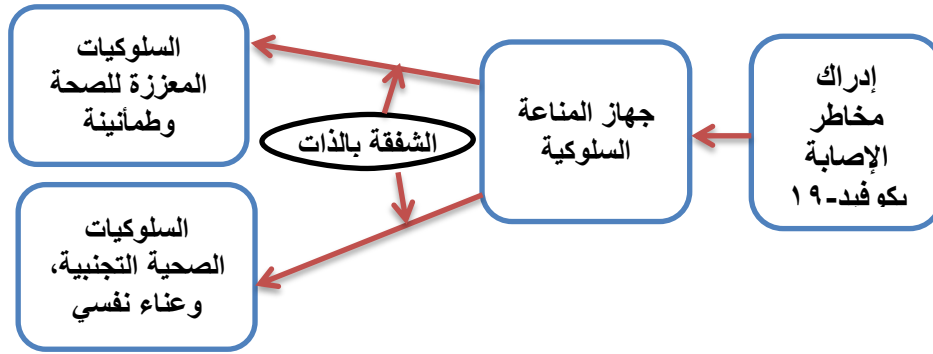 إدراك
مخاطر
الإصابة
بكوفيد-١٩
جهاز المناعة
السلوكية
الشفقة بالذات
السلوكيات
المعززة للصحة
وطمأنينة
السلوكيات
الصحية التجنبية،
وعناء نفسي